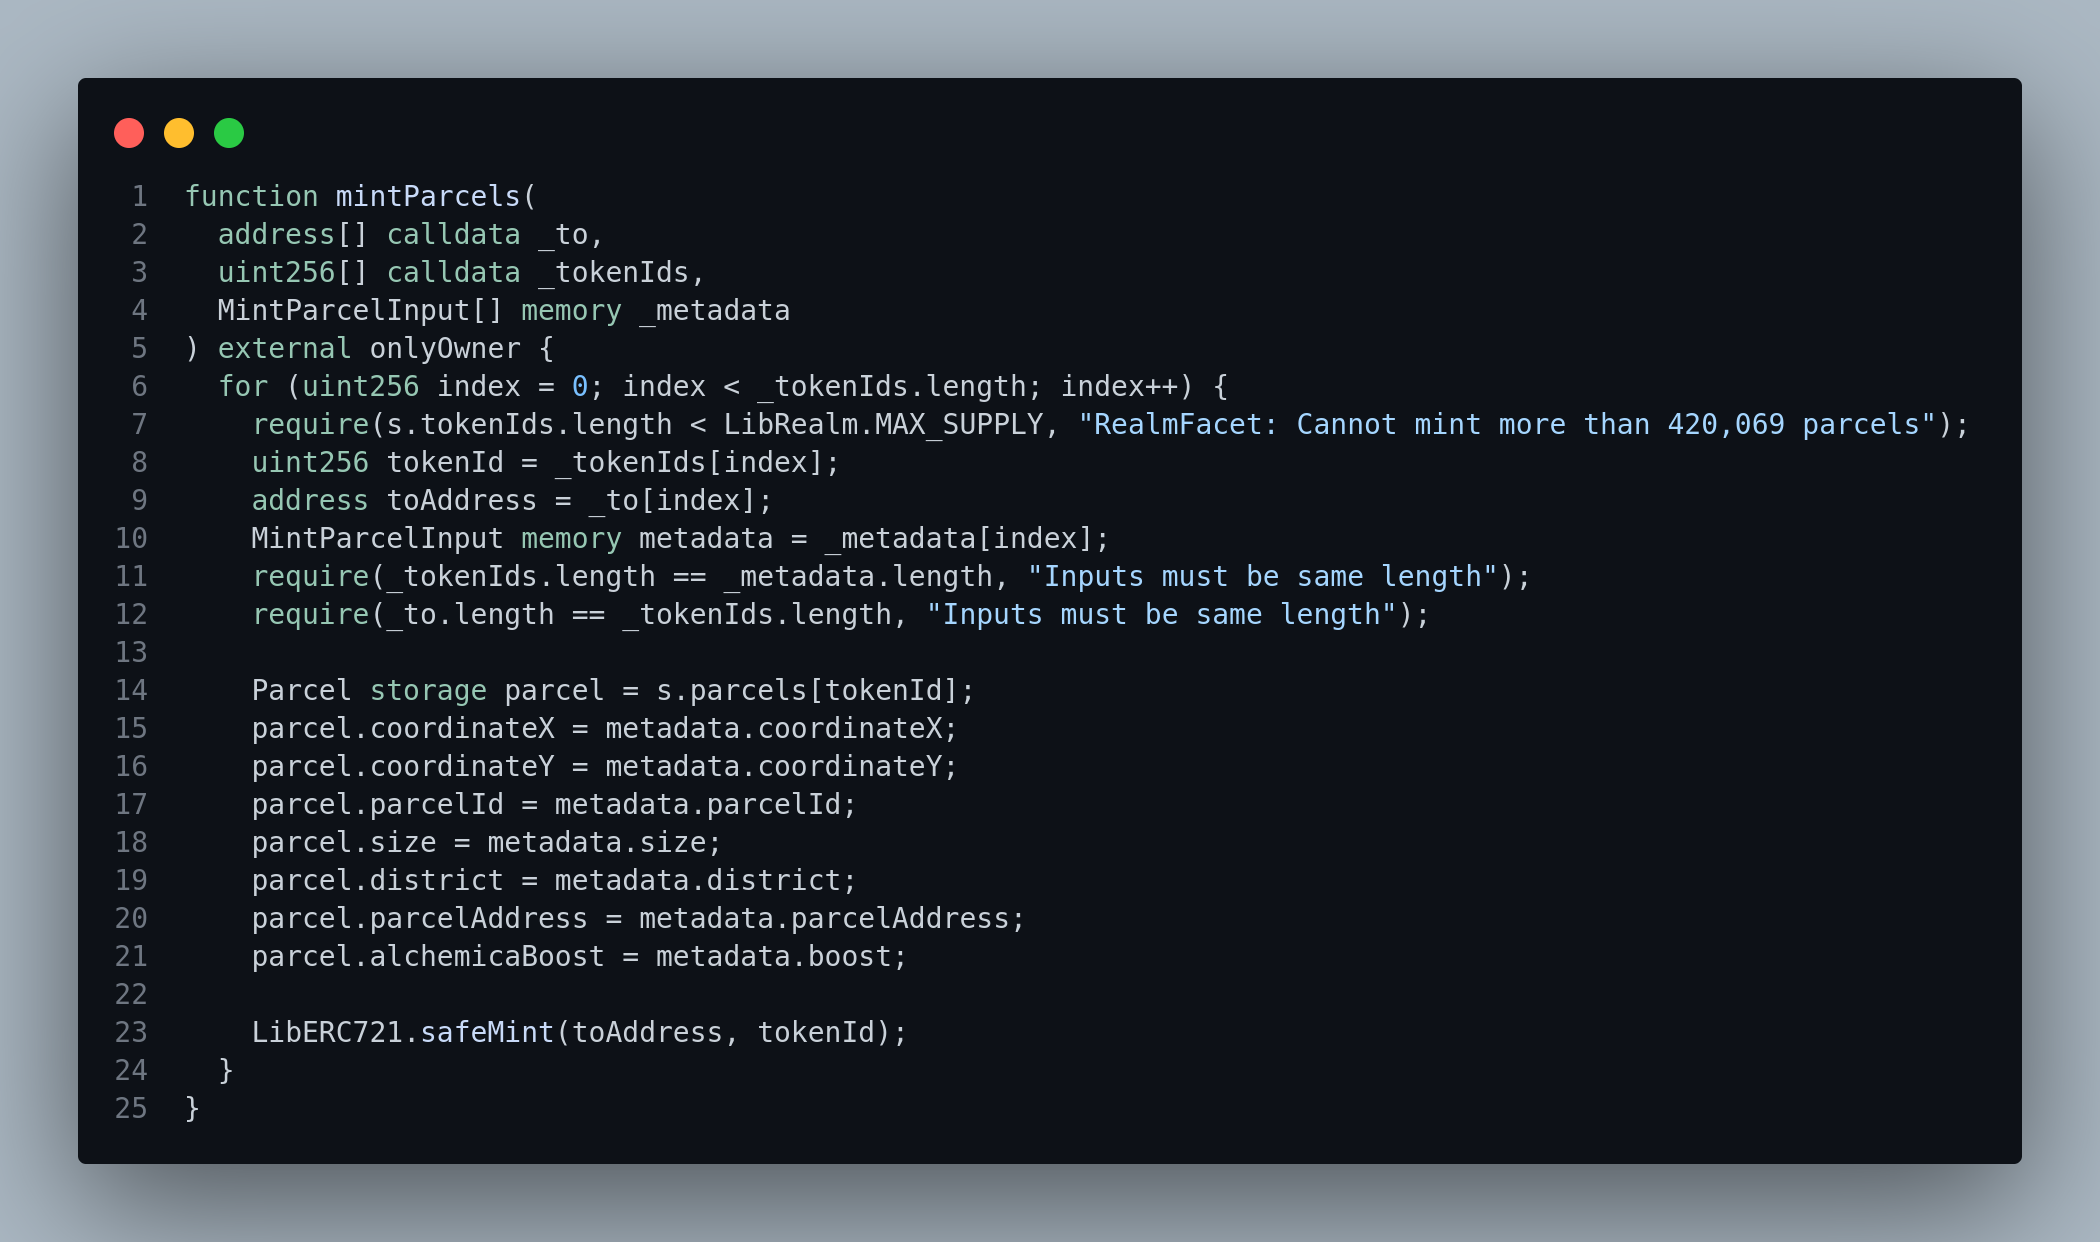 1 function mintParcels(
2 address[] calldata _to,
3 uint256[] calldata _tokenIds,
4 MintParcelInput[] memory _metadata
5 ) external onlyOwner {
6 for (uint256 index = 0; index < _tokenIds.length; index++) {
7 require(s.tokenIds.length < LibRealm.MAX_SUPPLY, "RealmFacet: Cannot mint more than 420,069 parcels");
8 uint256 tokenId = _tokenIds[index];
9 address toAddress = _to[index];
10 MintParcelInput memory metadata = _metadata[index];
11 require(_tokenIds.length == _metadata.length, "Inputs must be same length");
12 require(_to.length == _tokenIds.length, "Inputs must be same length");
13
14 Parcel storage parcel = s.parcels[tokenId];
15 parcel.coordinateX = metadata.coordinateX;
16 parcel.coordinateY = metadata.coordinateY;
17 parcel.parcelId = metadata.parcelId;
18 parcel.size = metadata.size;
19 parcel.district = metadata.district;
20 parcel.parcelAddress = metadata.parcelAddress;
21 parcel.alchemicaBoost = metadata.boost;
22
23 LibERC721.safeMint(toAddress, tokenId);
24 }
25 }